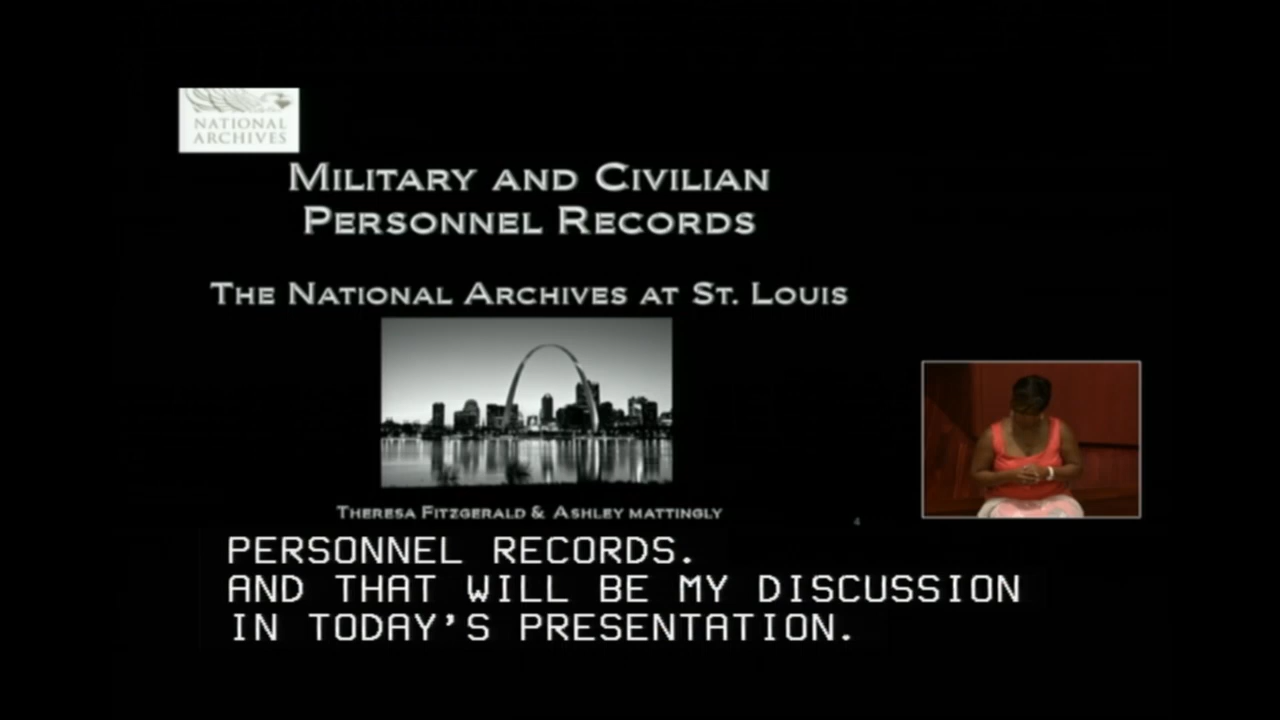 NATIONAL
ARCHIVES
MILITARY AND CIVILIAN
PERSONNEL RECORDS
THE NATIONAL ARCHIVES AT ST. LOUIS
THERESA FITZGERALD & ASHLEY MATTINGLY
4
PERSONNEL RECORDS.
AND THAT WILL BE MY DISCUSSION
IN TODAY'S PRESENTATION.